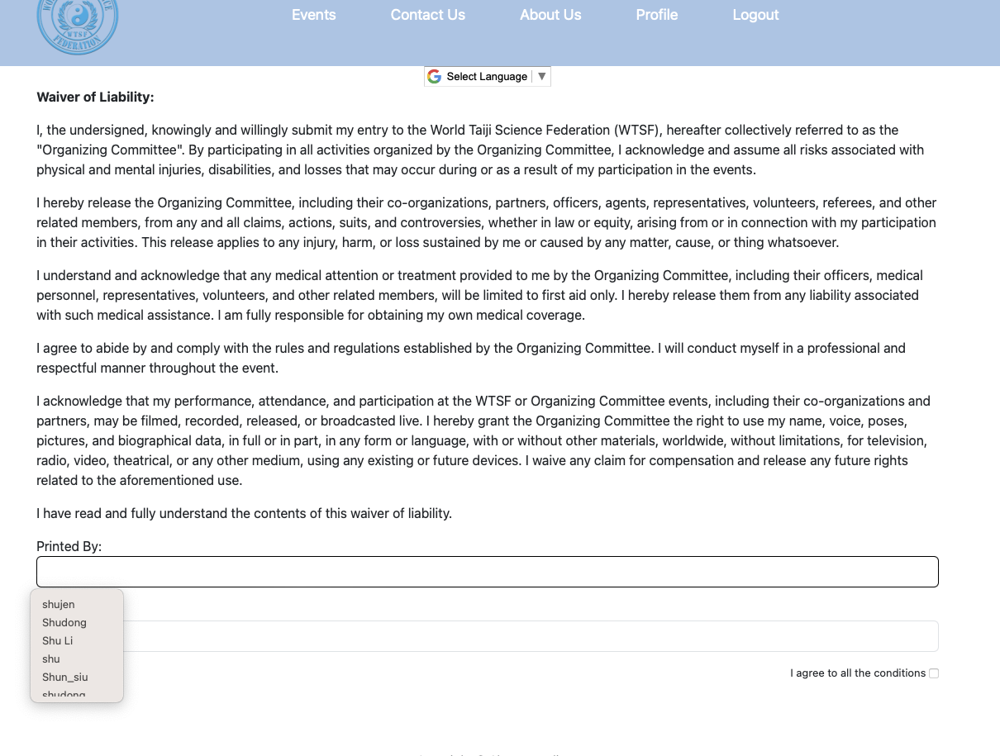 WTSF
FEDERATION
Events Contact Us About Us Profile Logout
Select Language ▼
Waiver of Liability:
I, the undersigned, knowingly and willingly submit my entry to the World Taiji Science Federation (WTSF), hereafter collectively referred to as the
"Organizing Committee". By participating in all activities organized by the Organizing Committee, I acknowledge and assume all risks associated with
physical and mental injuries, disabilities, and losses that may occur during or as a result of my participation in the events.
I hereby release the Organizing Committee, including their co-organizations, partners, officers, agents, representatives, volunteers, referees, and other
related members, from any and all claims, actions, suits, and controversies, whether in law or equity, arising from or in connection with my participation
in their activities. This release applies to any injury, harm, or loss sustained by me or caused by any matter, cause, or thing whatsoever.
I understand and acknowledge that any medical attention or treatment provided to me by the Organizing Committee, including their officers, medical
personnel, representatives, volunteers, and other related members, will be limited to first aid only. I hereby release them from any liability associated
with such medical assistance. I am fully responsible for obtaining my own medical coverage.
I agree to abide by and comply with the rules and regulations established by the Organizing Committee. I will conduct myself in a professional and
respectful manner throughout the event.
I acknowledge that my performance, attendance, and participation at the WTSF or Organizing Committee events, including their co-organizations and
partners, may be filmed, recorded, released, or broadcasted live. I hereby grant the Organizing Committee the right to use my name, voice, poses,
pictures, and biographical data, in full or in part, in any form or language, with or without other materials, worldwide, without limitations, for television,
radio, video, theatrical, or any other medium, using any existing or future devices. I waive any claim for compensation and release any future rights
related to the aforementioned use.
I have read and fully understand the contents of this waiver of liability.
Printed By:
shujen
Shudong
Shu Li
shu
Shun_siu
shudong
I agree to all the conditions